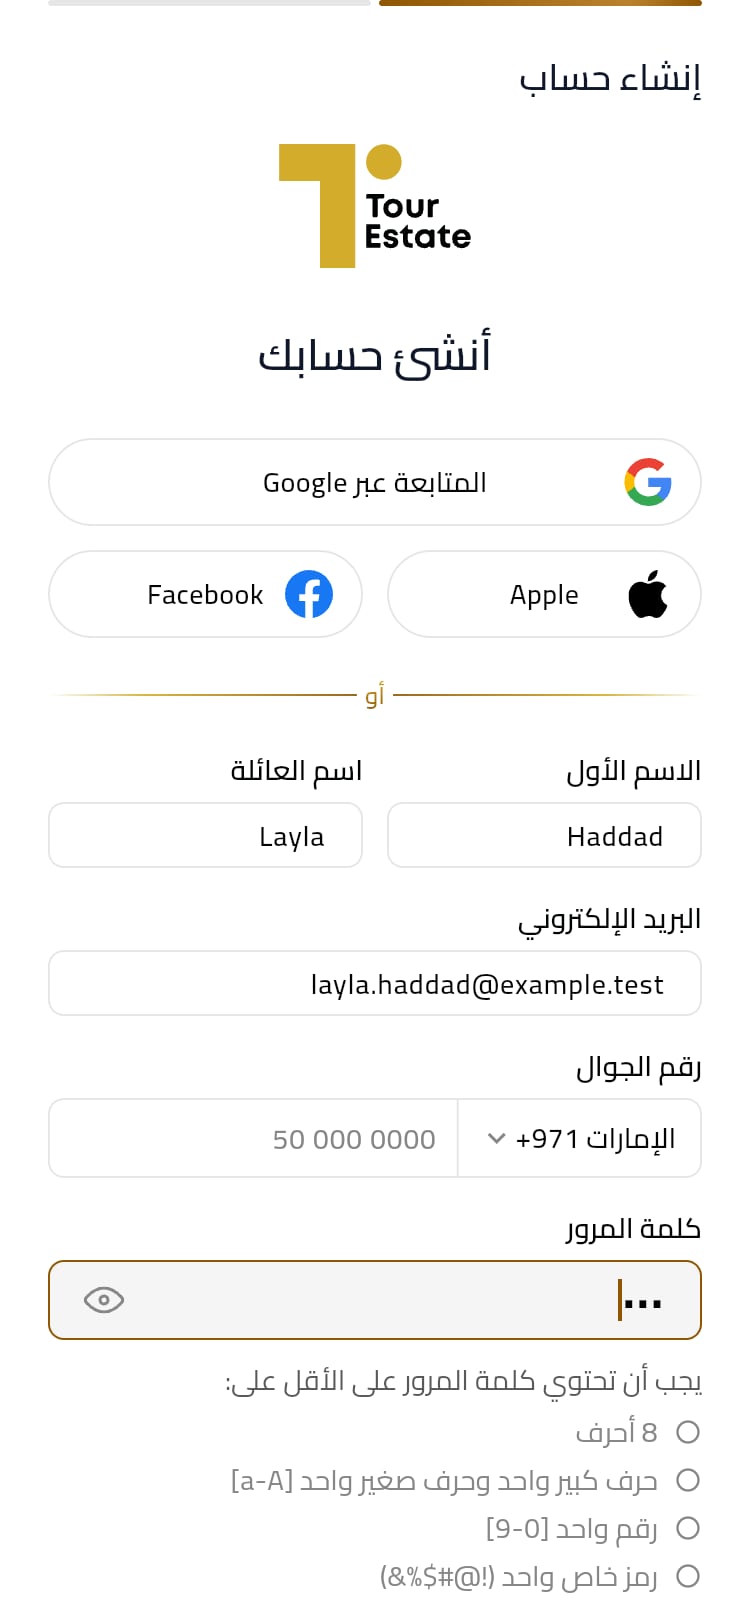 إنشاء حساب
Tour
Estate
أنشئ حسابك
المتابعة عبر Google
Apple
Facebook
أو
الاسم الأول
اسم العائلة
Haddad
Layla
البريد الإلكتروني
layla.haddad@example.test
رقم الجوال
الإمارات 971+
50 000 0000
كلمة المرور
يجب أن تحتوي كلمة المرور على الأقل على:
8 أحرف
حرف كبير واحد وحرف صغير واحد [a-A]
رقم واحد [0-9]
رمز خاص واحد (!@#$%&)